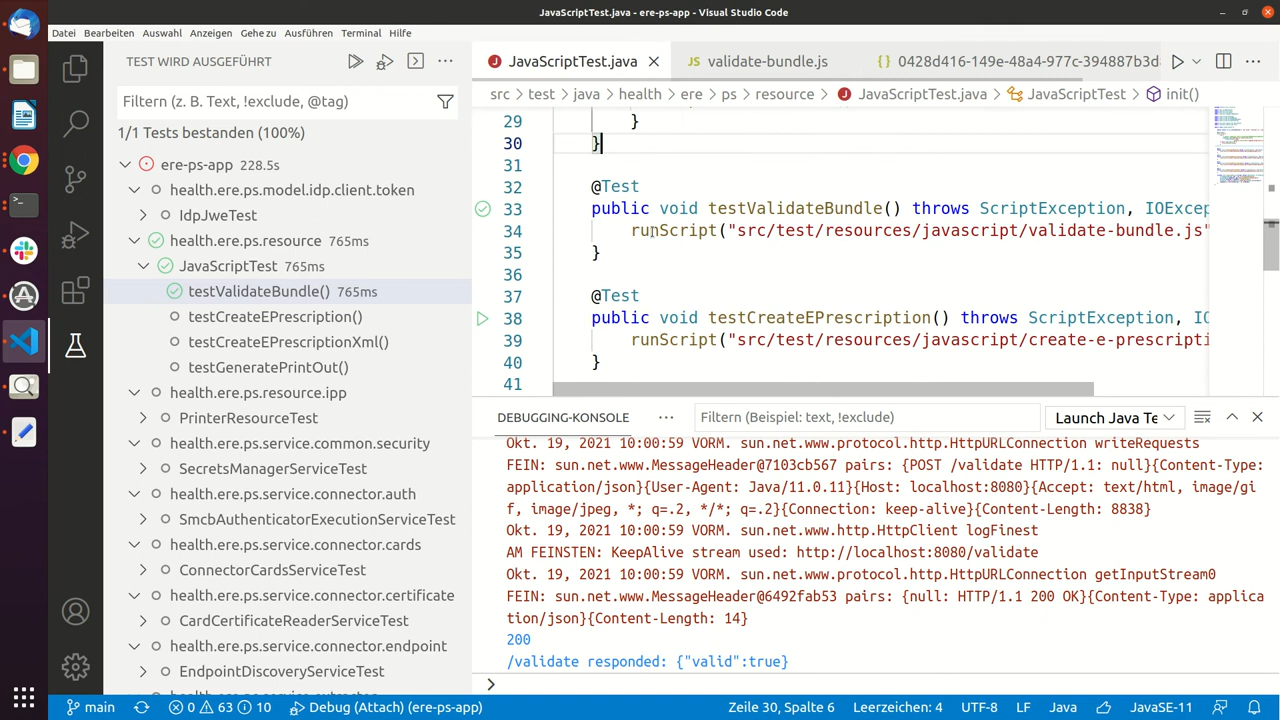 JavaScriptTest.java - ere-ps-app - Visual Studio Code
Datei Bearbeiten Auswahl Anzeigen Gehe zu Ausführen Terminal Hilfe
TEST WIRD AUSGEFÜHRT
Filtern (z. B. Text, !exclude, @tag)
1/1 Tests bestanden (100%)
ere-ps-app 228.5s
health.ere.ps.model.idp.client.token
IdpJweTest
health.ere.ps.resource 765ms
JavaScriptTest 765ms
testValidateBundle() 765ms
testCreateEPrescription()
testCreateEPrescriptionXml()
testGeneratePrintOut()
health.ere.ps.resource.ipp
PrinterResourceTest
health.ere.ps.service.common.security
SecretsManagerServiceTest
health.ere.ps.service.connector.auth
SmcbAuthenticatorExecutionServiceTest
health.ere.ps.service.connector.cards
ConnectorCardsServiceTest
health.ere.ps.service.connector.certificate
CardCertificateReaderServiceTest
health.ere.ps.service.connector.endpoint
EndpointDiscoveryServiceTest
JavaScriptTest.java JS validate-bundle.js {} 0428d416-149e-48a4-977c-394887b3d
src > test > java > health > ere > ps > resource > JavaScriptTest.java > JavaScriptTest > init()
29 }
30 }
31
32 @Test
33 public void testValidateBundle() throws ScriptException, IOExcep
34 runScript("src/test/resources/javascript/validate-bundle.js"
35 }
36
37 @Test
38 public void testCreateEPrescription() throws ScriptException, IO
39 runScript("src/test/resources/javascript/create-e-prescripti
40 }
41
DEBUGGING-KONSOLE
Filtern (Beispiel: text, !exclude)
Launch Java Te
Okt. 19, 2021 10:00:59 VORM. sun.net.www.protocol.http.HttpURLConnection writeRequests
FEIN: sun.net.www.MessageHeader@7103cb567 pairs: {POST /validate HTTP/1.1: null}{Content-Type:
application/json}{User-Agent: Java/11.0.11}{Host: localhost:8080}{Accept: text/html, image/gi
f, image/jpeg, *; q=.2, */*; q=.2}{Connection: keep-alive}{Content-Length: 8838}
Okt. 19, 2021 10:00:59 VORM. sun.net.www.http.HttpClient logFinest
AM FEINSTEN: KeepAlive stream used: http://localhost:8080/validate
Okt. 19, 2021 10:00:59 VORM. sun.net.www.protocol.http.HttpURLConnection getInputStream0
FEIN: sun.net.www.MessageHeader@6492fab53 pairs: {null: HTTP/1.1 200 OK}{Content-Type: applica
tion/json}{Content-Length: 14}
200
/validate responded: {"valid":true}
>
main 0 63 10 Debug (Attach) (ere-ps-app) Zeile 30, Spalte 6 Leerzeichen: 4 UTF-8 LF Java JavaSE-11